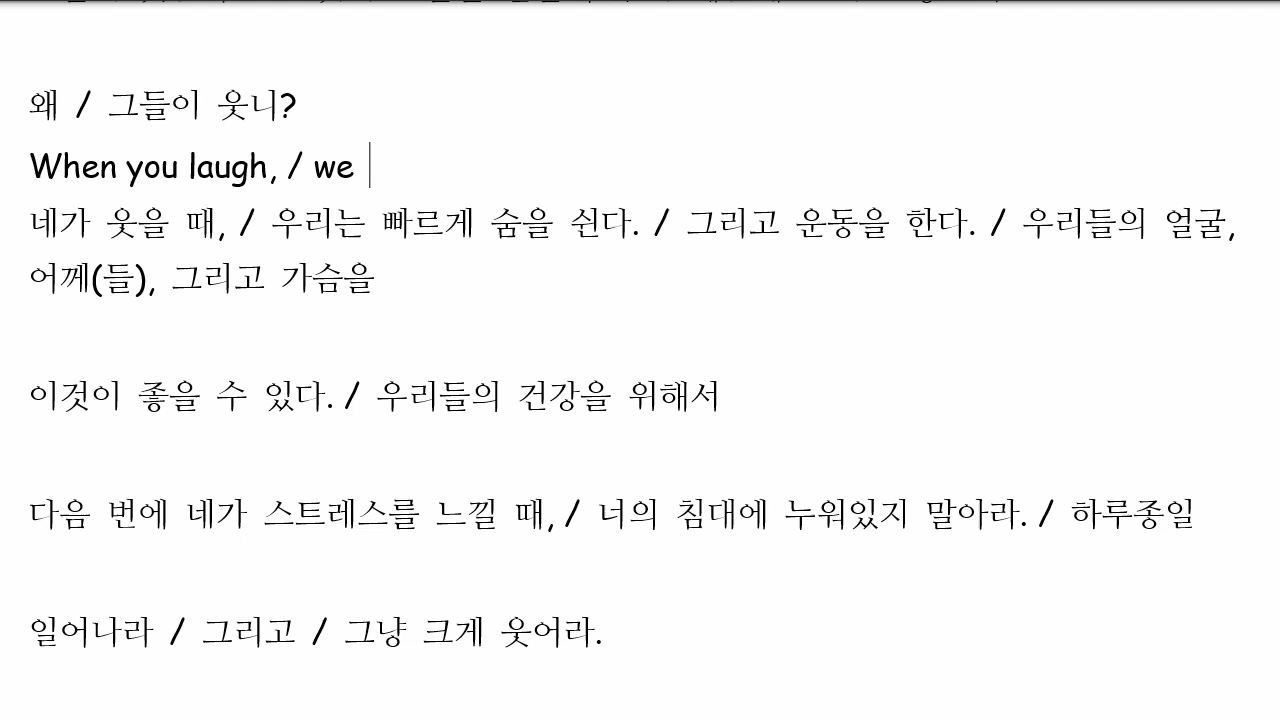 왜 / 그들이 웃니?
When you laugh, / we
네가 웃을 때, / 우리는 빠르게 숨을 쉰다. / 그리고 운동을 한다. / 우리들의 얼굴,
어께(들), 그리고 가슴을
이것이 좋을 수 있다. / 우리들의 건강을 위해서
다음 번에 네가 스트레스를 느낄 때, / 너의 침대에 누워있지 말아라. / 하루종일
일어나라 / 그리고 / 그냥 크게 웃어라.